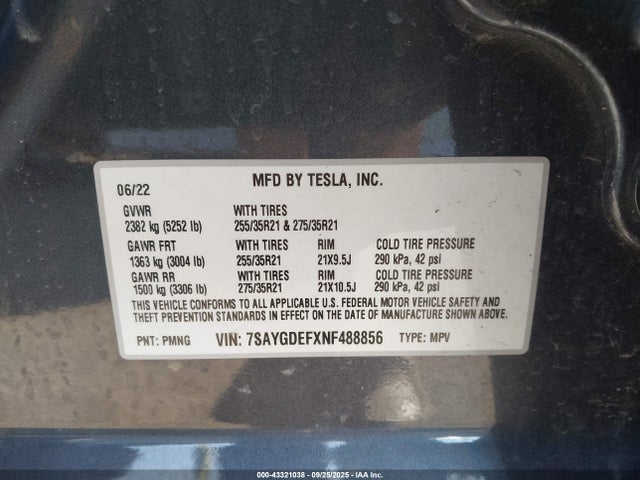 06/22 MFD BY TESLA, INC.
GVWR WITH TIRES
2382 kg (5252 lb) 255/35R21 & 275/35R21
GAWR FRT WITH TIRES RIM COLD TIRE PRESSURE
1363 kg (3004 lb) 255/35R21 21X9.5J 290 kPa, 42 psi
GAWR RR WITH TIRES RIM COLD TIRE PRESSURE
1500 kg (3306 lb) 275/35R21 21X10.5J 290 kPa, 42 psi
THIS VEHICLE CONFORMS TO ALL APPLICABLE U.S. FEDERAL MOTOR VEHICLE SAFETY AND
THEFT PREVENTION STANDARDS IN EFFECT ON THE DATE OF MANUFACTURE SHOWN ABOVE.
PNT: PMNG VIN: 7SAYGDEFXNF488856 TYPE: MPV
000-43321038 - 09/25/2025 - IAA Inc.